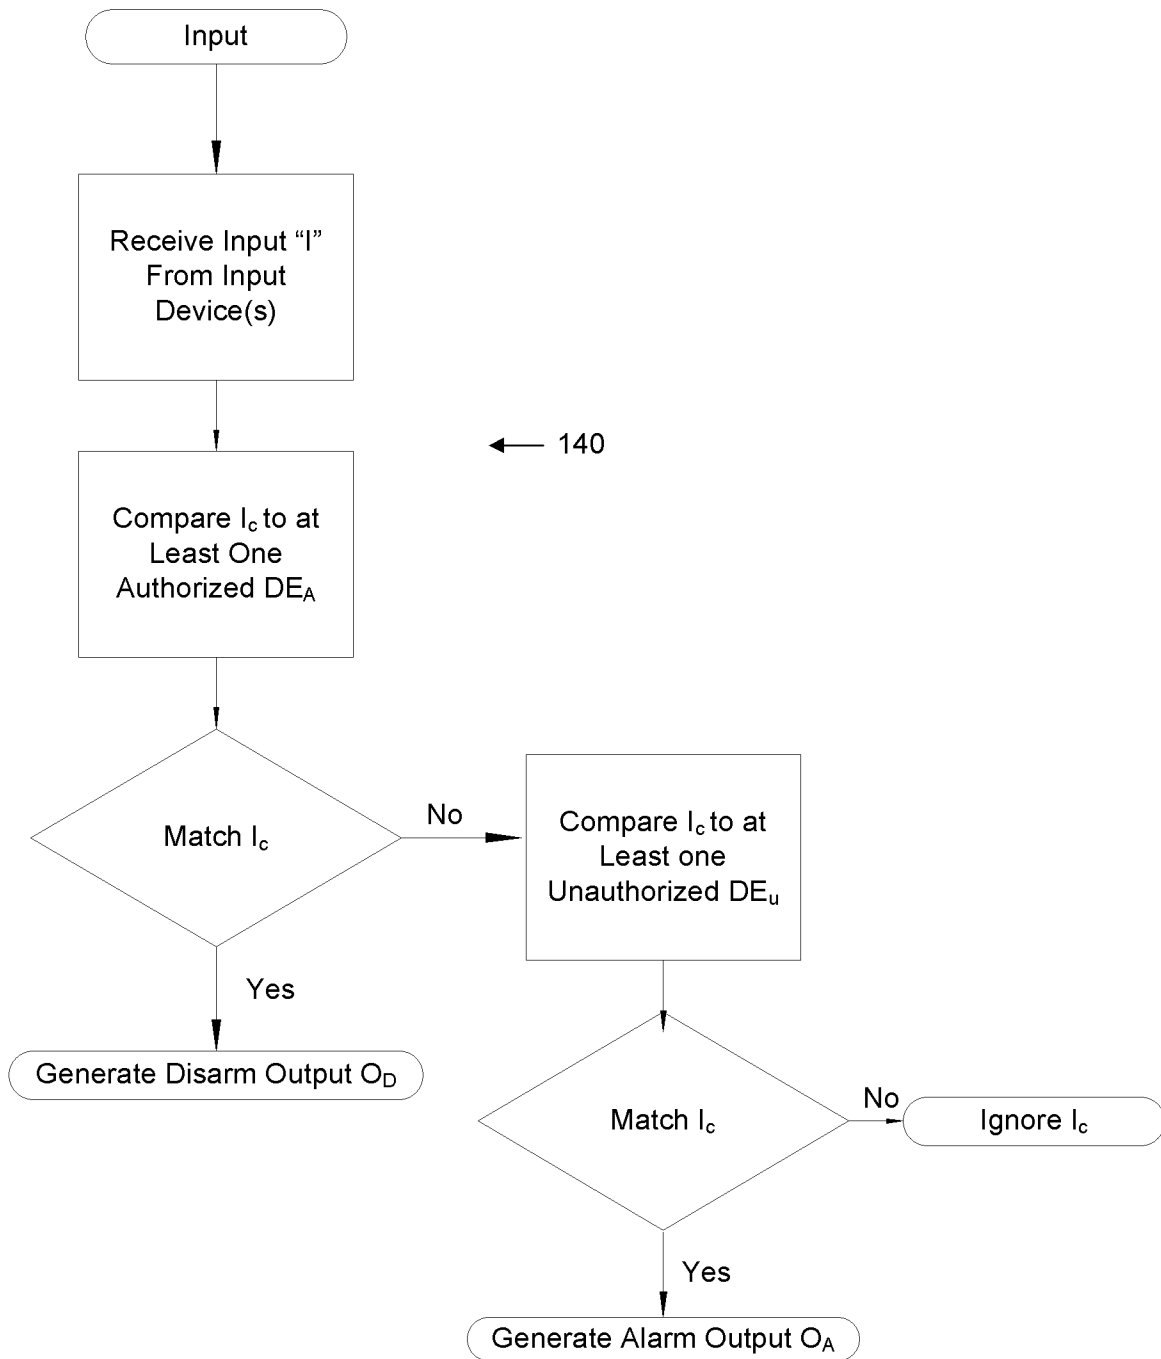 Input
Receive Input “I”
From Input
Device(s)
140
Compare Ic to at
Least One
Authorized DEA
Match Ic
No
Compare Ic to at
Least one
Unauthorized DEu
Yes
Generate Disarm Output OD
Match Ic
No
Ignore Ic
Yes
Generate Alarm Output OA